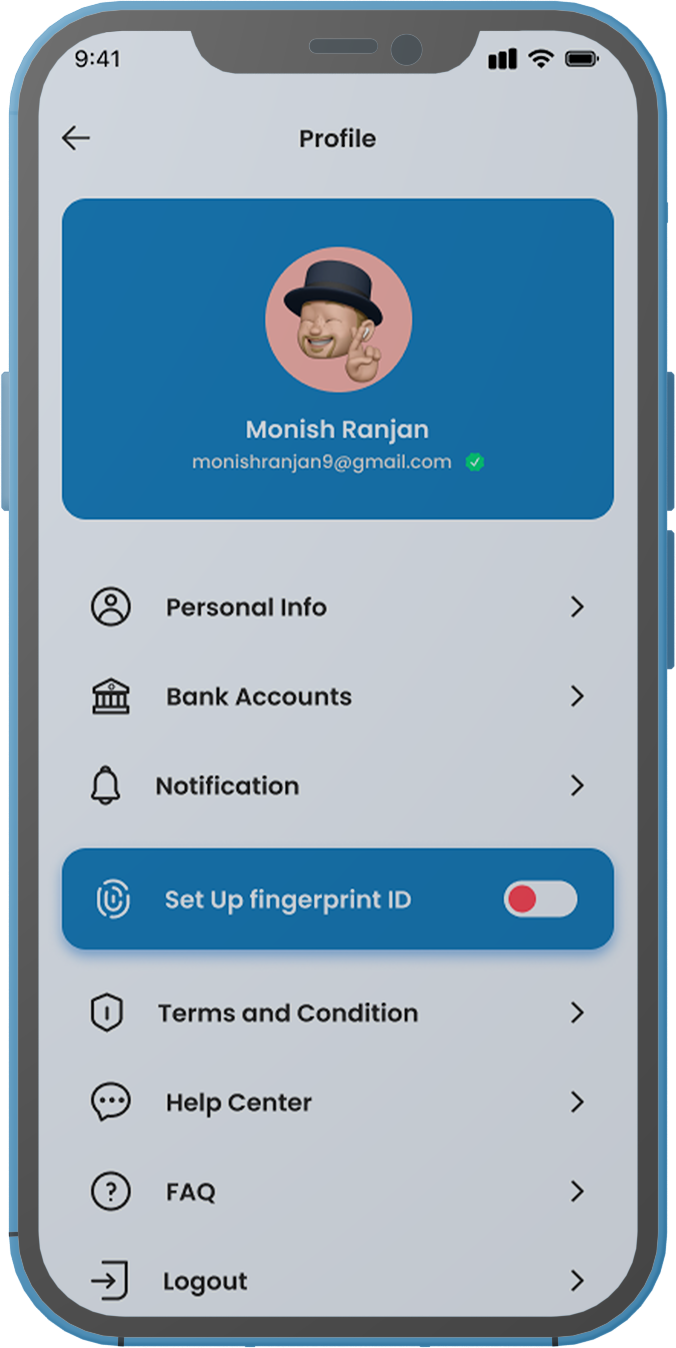 9:41
Profile
Monish Ranjan
monishranjan9@gmail.com
Personal Info
Bank Accounts
Notification
Set Up fingerprint ID
Terms and Condition
Help Center
FAQ
Logout